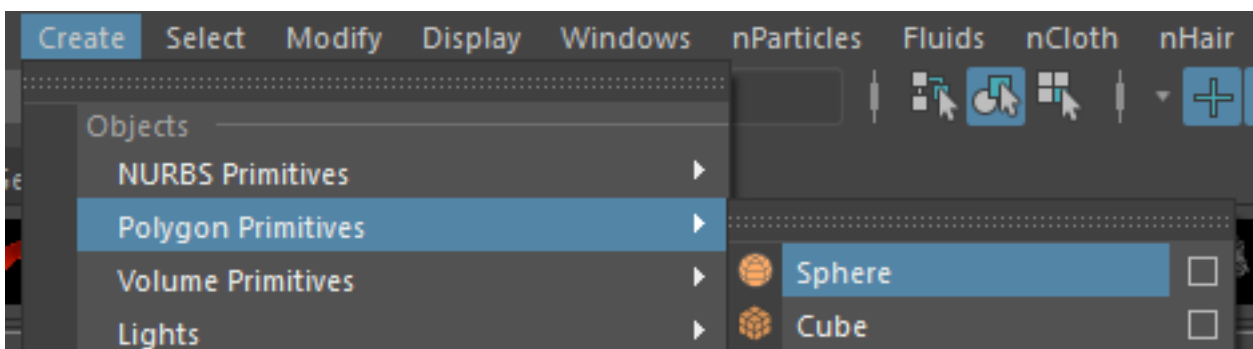 Create Select Modify Display Windows nParticles Fluids nCloth nHair
Objects
NURBS Primitives
Polygon Primitives
Volume Primitives
Lights
Sphere
Cube